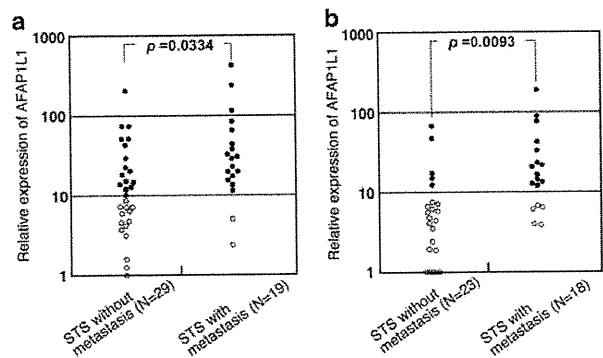 a
Relative expression of AFAP1L1
1000
100
10
1
p =0.0334
STS without
metastasis (N=29)
STS with
metastasis (N=19)
b
Relative expression of AFAP1L1
1000
100
10
1
p =0.0093
STS without
metastasis (N=23)
STS with
metastasis (N=18)